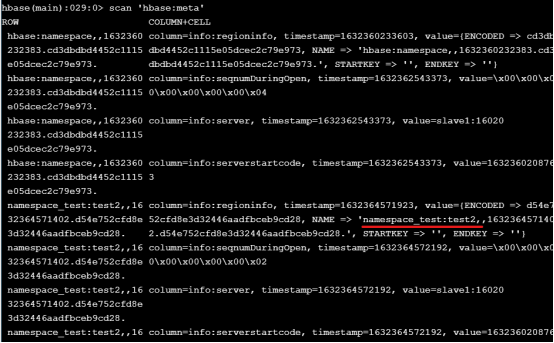 hbase(main):029:0> scan 'hbase:meta'
ROW COLUMN+CELL
hbase:namespace,,1632360 column=info:regioninfo, timestamp=1632360233603, value={ENCODED => cd3db
232383.cd3dbdbd4452c1115 dbd4452c1115e05dcec2c79e973, NAME => 'hbase:namespace,,1632360232383.cd3
e05dcec2c79e973. dbdbd4452c1115e05dcec2c79e973.', STARTKEY => '', ENDKEY => ''}
hbase:namespace,,1632360 column=info:seqnumDuringOpen, timestamp=1632362543373, value=\x00\x00\x0
232383.cd3dbdbd4452c1115 0\x00\x00\x00\x00\x04
e05dcec2c79e973.
hbase:namespace,,1632360 column=info:server, timestamp=1632362543373, value=slave1:16020
232383.cd3dbdbd4452c1115
e05dcec2c79e973.
hbase:namespace,,1632360 column=info:serverstartcode, timestamp=1632362543373, value=163236020876
232383.cd3dbdbd4452c1115 3
e05dcec2c79e973.
namespace_test:test2,,16 column=info:regioninfo, timestamp=1632364571923, value={ENCODED => d54e7
32364571402.d54e752cfd8e 52cfd8e3d32446aadfbceb9cd28, NAME => 'namespace_test:test2,,163236457140
3d32446aadfbceb9cd28. 2.d54e752cfd8e3d32446aadfbceb9cd28.', STARTKEY => '', ENDKEY => ''}
namespace_test:test2,,16 column=info:seqnumDuringOpen, timestamp=1632364572192, value=\x00\x00\x0
32364571402.d54e752cfd8e 0\x00\x00\x00\x00\x02
3d32446aadfbceb9cd28.
namespace_test:test2,,16 column=info:server, timestamp=1632364572192, value=slave1:16020
32364571402.d54e752cfd8e
3d32446aadfbceb9cd28.
namespace_test:test2,,16 column=info:serverstartcode, timestamp=1632364572192, value=163236020876